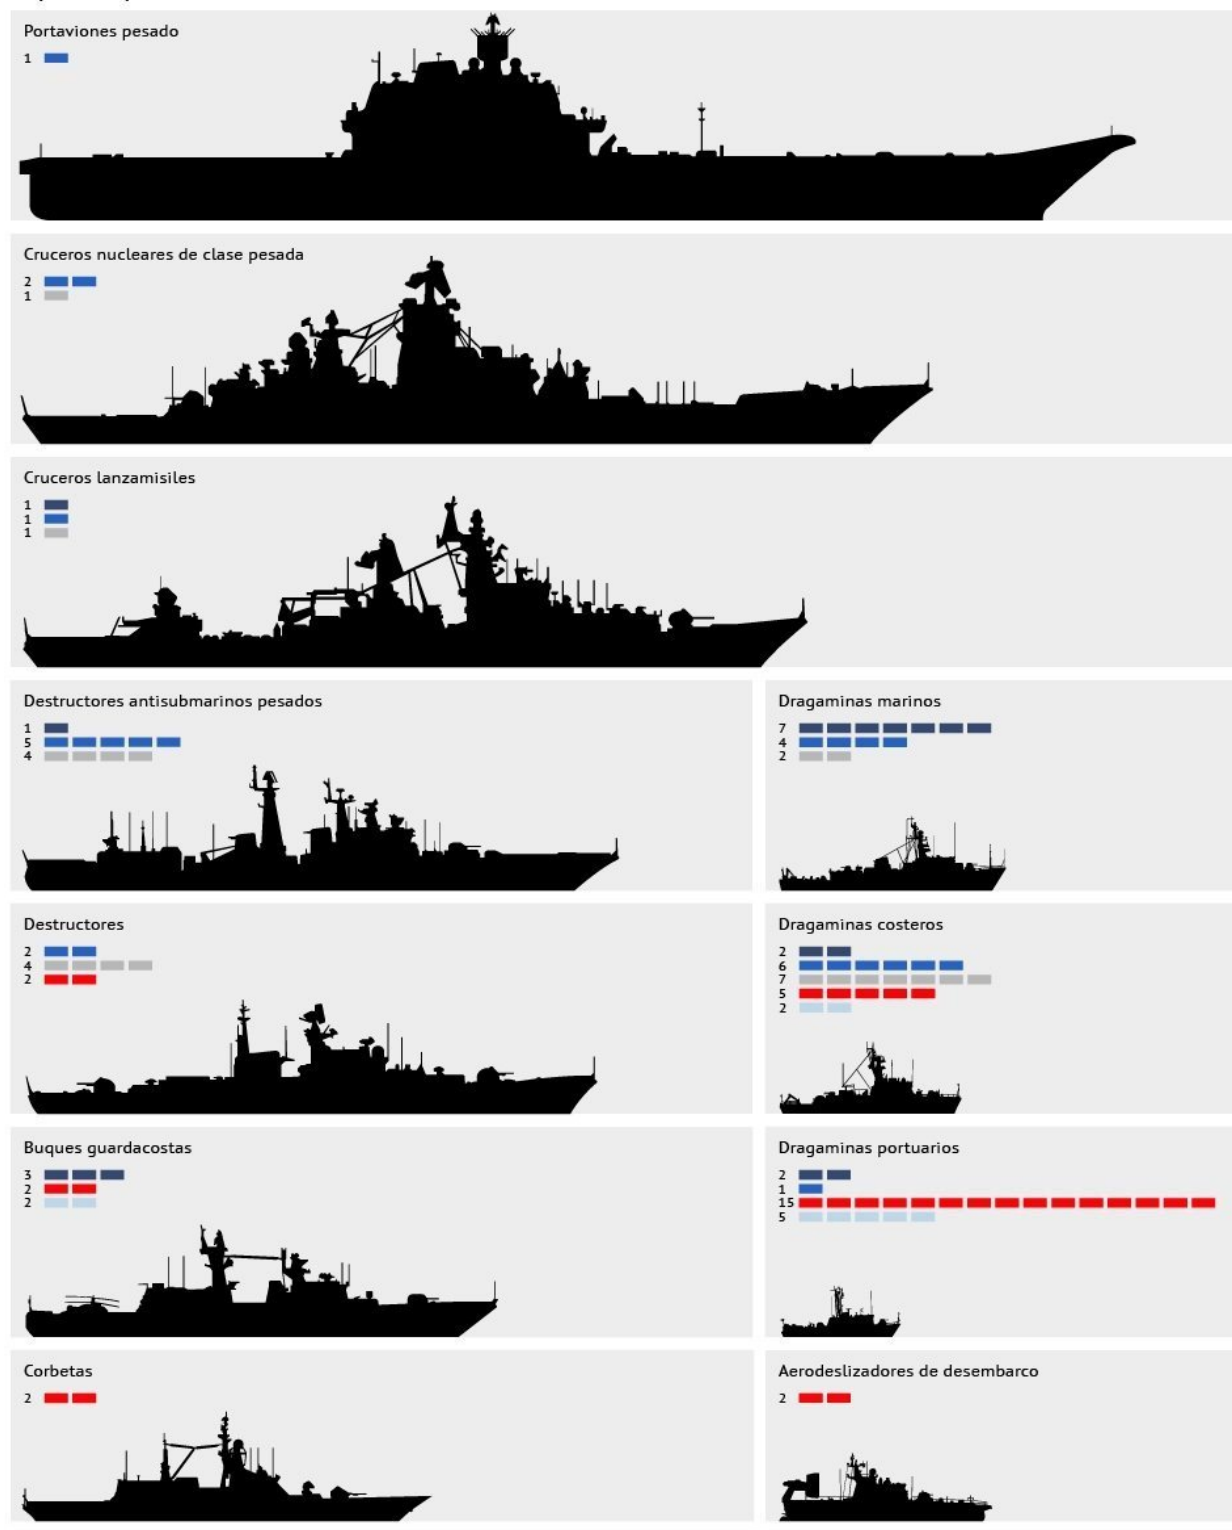 Portaviones pesado
1
Cruceros nucleares de clase pesada
2
1
Cruceros lanzamisiles
1
1
1
Destructores antisubmarinos pesados
1
5
4
Dragaminas marinos
7
4
2
Destructores
2
4
2
Dragaminas costeros
2
6
7
5
2
Buques guardacostas
3
2
2
Dragaminas portuarios
2
1
15
5
Corbetas
2
Aerodeslizadores de desembarco
2